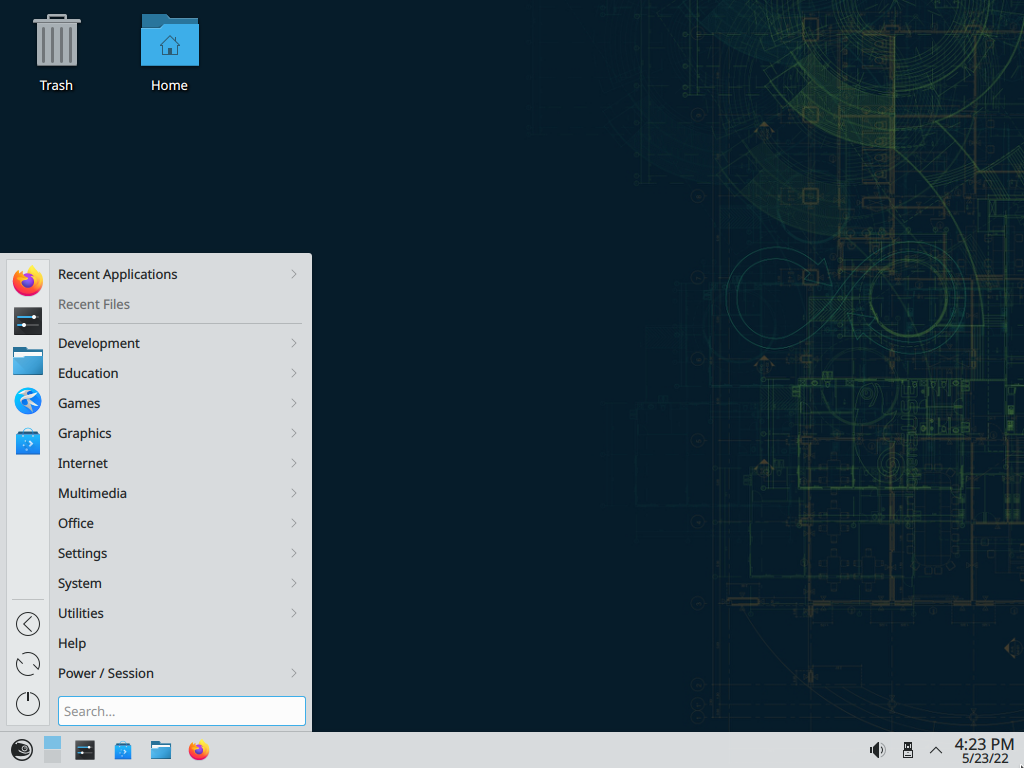 Trash
Home
Recent Applications
Recent Files
Development
Education
Games
Graphics
Internet
Multimedia
Office
Settings
System
Utilities
Help
Power / Session
Search...
4:23 PM
5/23/22